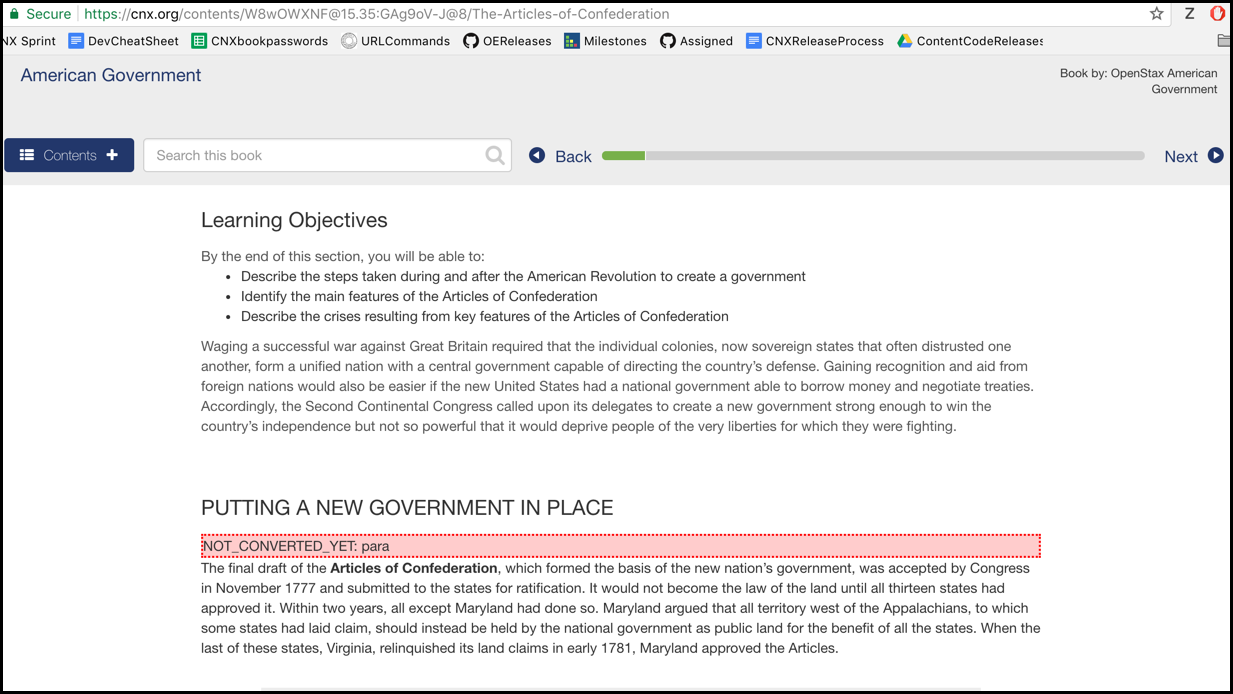 Secure https://cnx.org/contents/W8wOWXNF@15.35:GAg9oV-J@8/The-Articles-of-Confederation Z
NX Sprint DevCheatSheet CNXbookpasswords URLCommands OEReleases Milestones Assigned CNXReleaseProcess ContentCodeReleases
American Government
Book by: OpenStax American
Government
Contents Search this book Back Next
Learning Objectives
By the end of this section, you will be able to:
• Describe the steps taken during and after the American Revolution to create a government
• Identify the main features of the Articles of Confederation
• Describe the crises resulting from key features of the Articles of Confederation
Waging a successful war against Great Britain required that the individual colonies, now sovereign states that often distrusted one
another, form a unified nation with a central government capable of directing the country’s defense. Gaining recognition and aid from
foreign nations would also be easier if the new United States had a national government able to borrow money and negotiate treaties.
Accordingly, the Second Continental Congress called upon its delegates to create a new government strong enough to win the
country’s independence but not so powerful that it would deprive people of the very liberties for which they were fighting.
PUTTING A NEW GOVERNMENT IN PLACE
NOT_CONVERTED_YET: para
The final draft of the Articles of Confederation, which formed the basis of the new nation’s government, was accepted by Congress
in November 1777 and submitted to the states for ratification. It would not become the law of the land until all thirteen states had
approved it. Within two years, all except Maryland had done so. Maryland argued that all territory west of the Appalachians, to which
some states had laid claim, should instead be held by the national government as public land for the benefit of all the states. When the
last of these states, Virginia, relinquished its land claims in early 1781, Maryland approved the Articles.